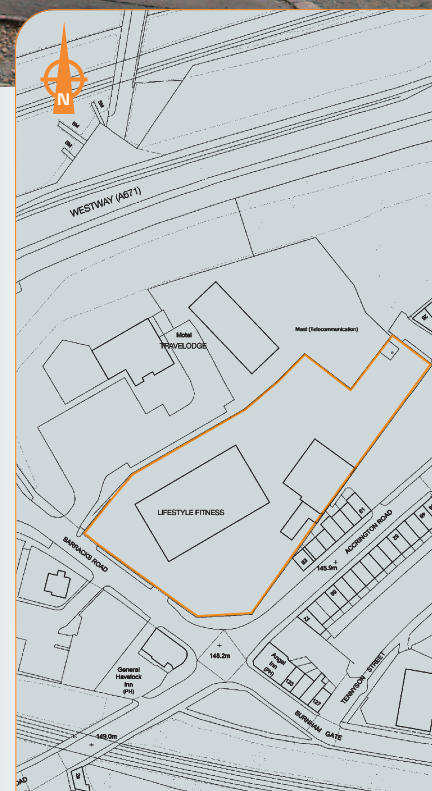 N
WESTWAY (A671)
Motel
TRAVELODGE
Mast (Telecommunication)
LIFESTYLE FITNESS
BARRACKS ROAD
ACCRINGTON ROAD
145.9m
148.2m
General
Havelock
Inn
(PH)
Angel
Inn
(PH)
TENNYSON STREET
BURNHAM GATE
149.0m